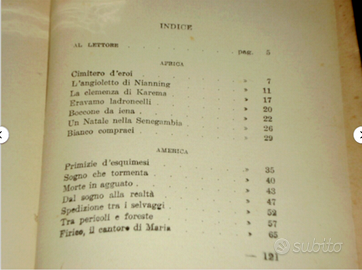 INDICE
AL LETTORE . . . . pag. 5
AFRICA
Cimitero d'eroi
L'angioletto di Nianning . . » 7
La clemenza di Karema . . » 11
Eravamo ladroncelli . . » 17
Boccone da iena . . . » 20
Un Natale nella Senegambia . » 22
Bianco compraci . . . » 26
» 29
AMERICA
Primizie d'esquimesi
Sogno che tormenta . . » 35
Morte in agguato . . . » 40
Dal sogno alla realtà . . » 43
Spedizione tra i selvaggi . » 47
Tra pericoli e foreste . . » 52
il cantore di Maria . . » 57
» 65
— 121
subito